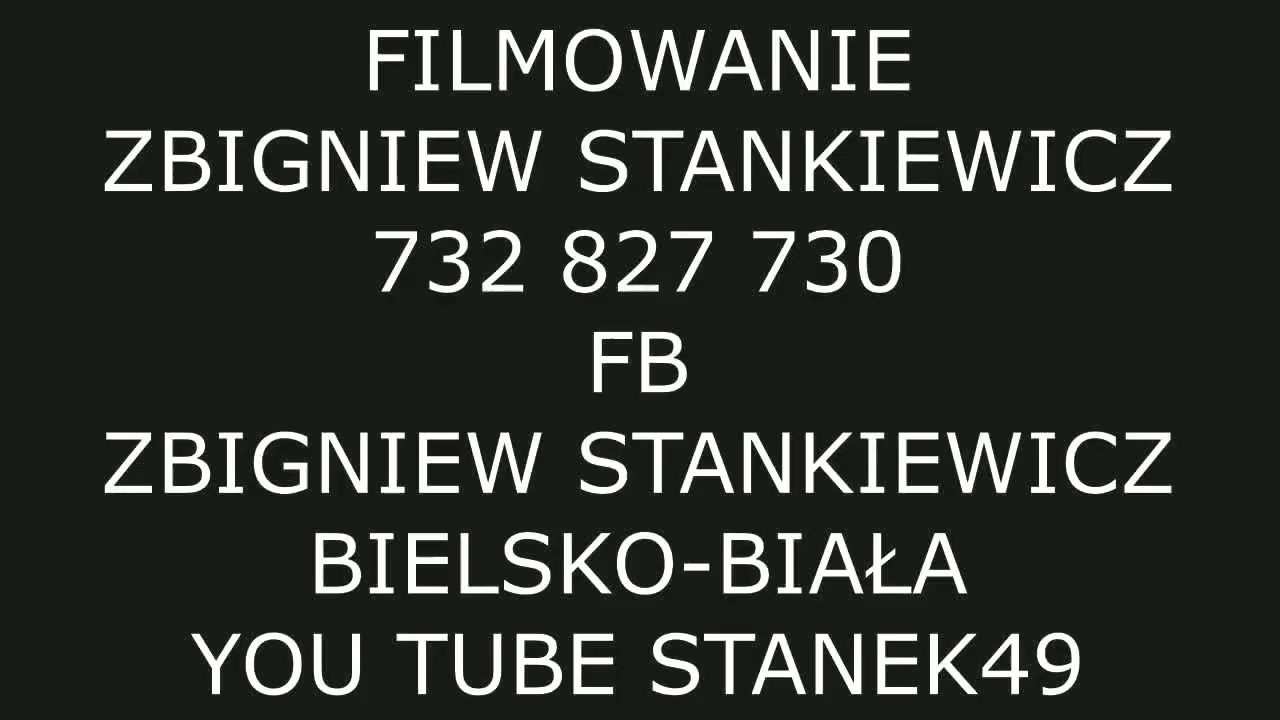 FILMOWANIE
ZBIGNIEW STANKIEWICZ
732 827 730
FB
ZBIGNIEW STANKIEWICZ
BIELSKO-BIAŁA
YOU TUBE STANEK49